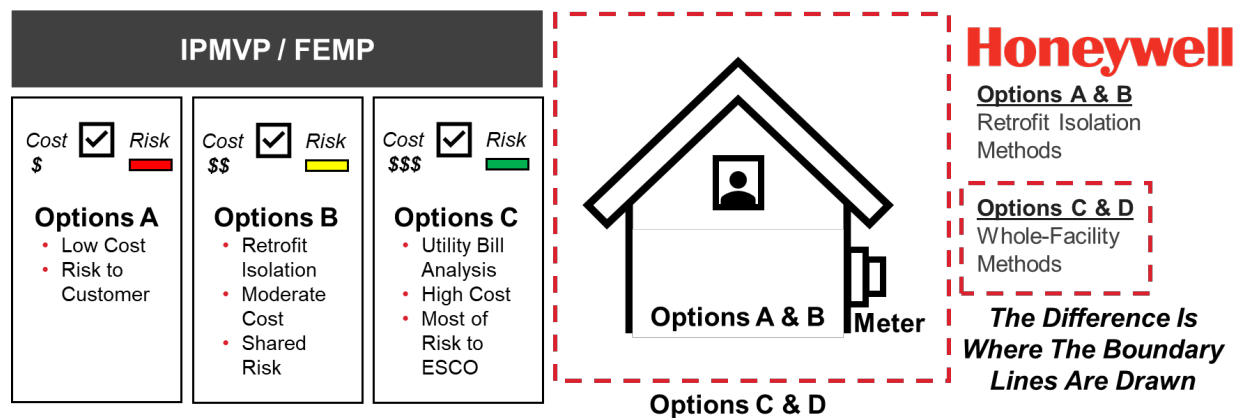 IPMVP / FEMP
Cost
$
Risk
Options A
• Low Cost
• Risk to
Customer
Cost
$$
Risk
Options B
• Retrofit
Isolation
• Moderate
Cost
• Shared
Risk
Cost
$$$
Risk
Options C
• Utility Bill
Analysis
• High Cost
• Most of
Risk to
ESCO
Options A & B
Meter
Options C & D
Honeywell
Options A & B
Retrofit Isolation
Methods
Options C & D
Whole-Facility
Methods
The Difference Is
Where The Boundary
Lines Are Drawn